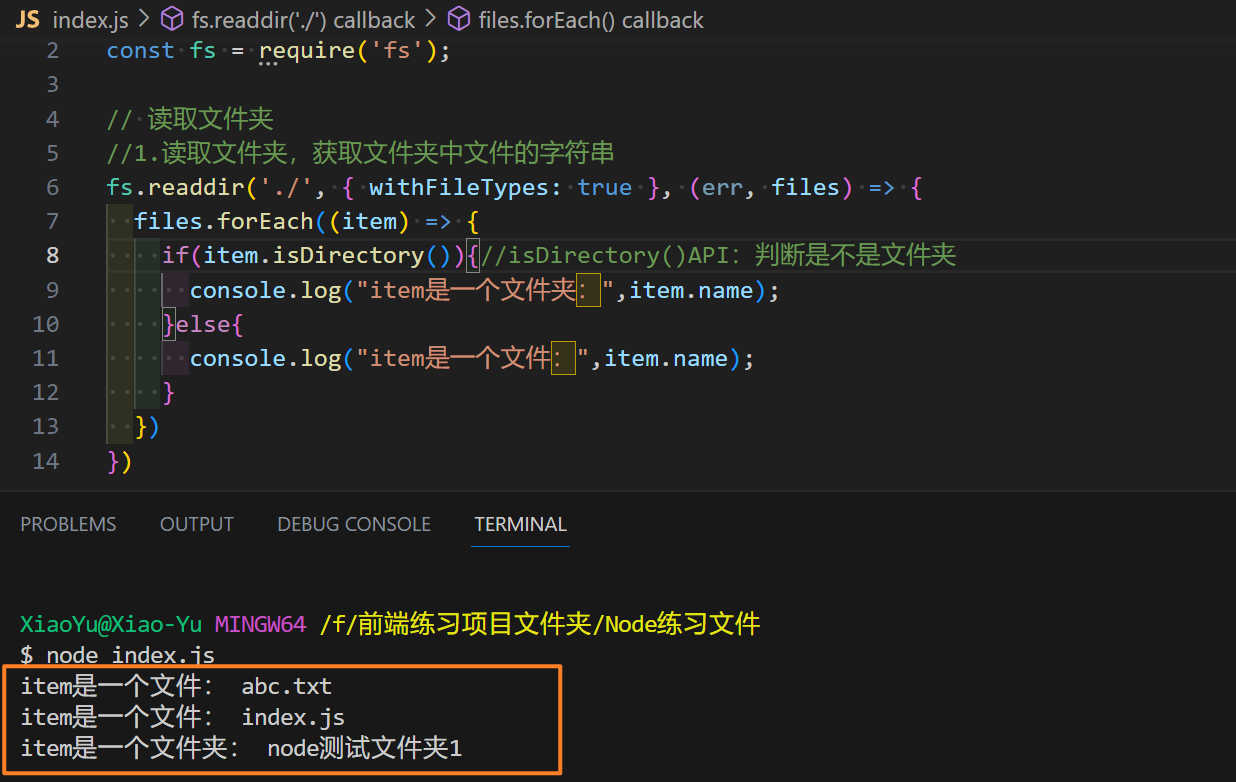 JS index.js > fs.readdir('./') callback > files.forEach() callback
2 const fs = require('fs');
3
4 // 读取文件夹
5 //1.读取文件夹，获取文件夹中文件的字符串
6 fs.readdir('./', { withFileTypes: true }, (err, files) => {
7 files.forEach((item) => {
8 if(item.isDirectory()){//isDirectory()API：判断是不是文件夹
9 console.log("item是一个文件夹：",item.name);
10 }else{
11 console.log("item是一个文件：",item.name);
12 }
13 })
14 })
PROBLEMS OUTPUT DEBUG CONSOLE TERMINAL
XiaoYu@Xiao-Yu MINGW64 /f/前端练习项目文件夹/Node练习文件
$ node index.js
item是一个文件： abc.txt
item是一个文件： index.js
item是一个文件夹： node测试文件夹1